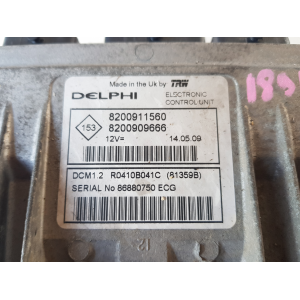 Made in the Uk by TRW
DELPHI
ELECTRONIC
CONTROL UNIT
8200911560
153
8200909666
12V= 14.05.09
DCM1.2 R0410B041C (61359B)
SERIAL No 86880750 ECG
12